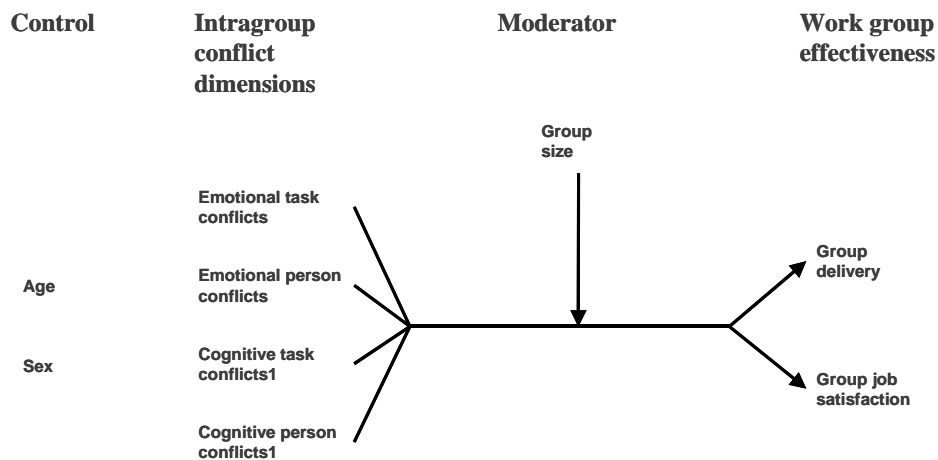 Control
Intragroup
conflict
dimensions
Moderator
Work group
effectiveness
Group
size
Emotional task
conflicts
Emotional person
conflicts
Cognitive task
conflicts1
Cognitive person
conflicts1
Age
Sex
Group
delivery
Group job
satisfaction